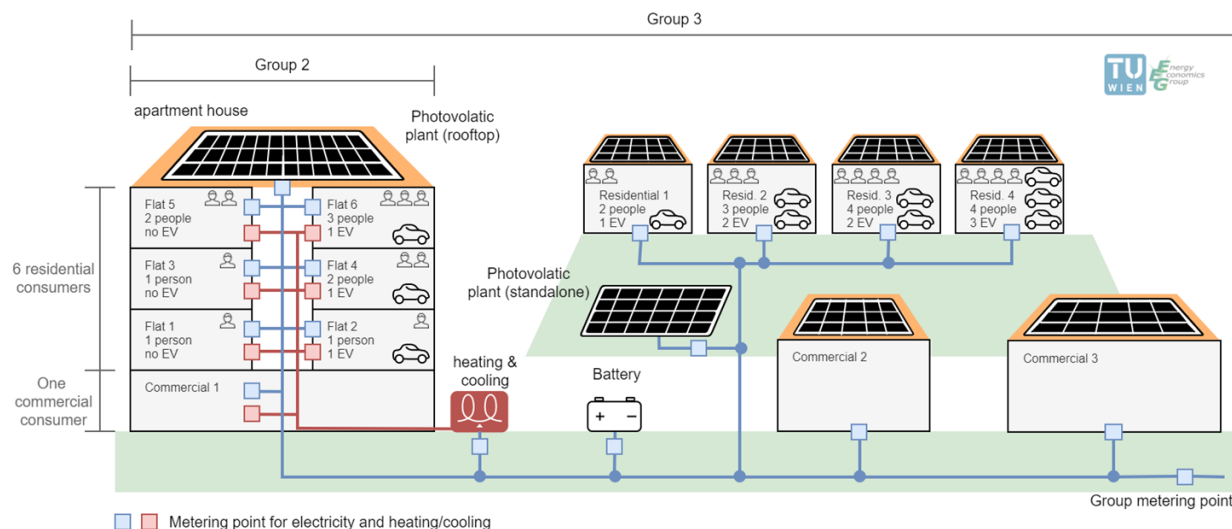 Group 3
Group 2
TU
WIEN
EEG
Energy
Economics
Group
apartment house
Photovolatic
plant (rooftop)
6 residential
consumers
Flat 5
2 people
no EV
Flat 6
3 people
1 EV
Flat 3
1 person
no EV
Flat 4
2 people
1 EV
Flat 1
1 person
no EV
Flat 2
1 person
1 EV
One
commercial
consumer
Commercial 1
heating &
cooling
Battery
Photovolatic
plant (standalone)
Residential 1
2 people
1 EV
Resid. 2
3 people
2 EV
Resid. 3
4 people
2 EV
Resid. 4
4 people
3 EV
Commercial 2
Commercial 3
Group metering point
Metering point for electricity and heating/cooling